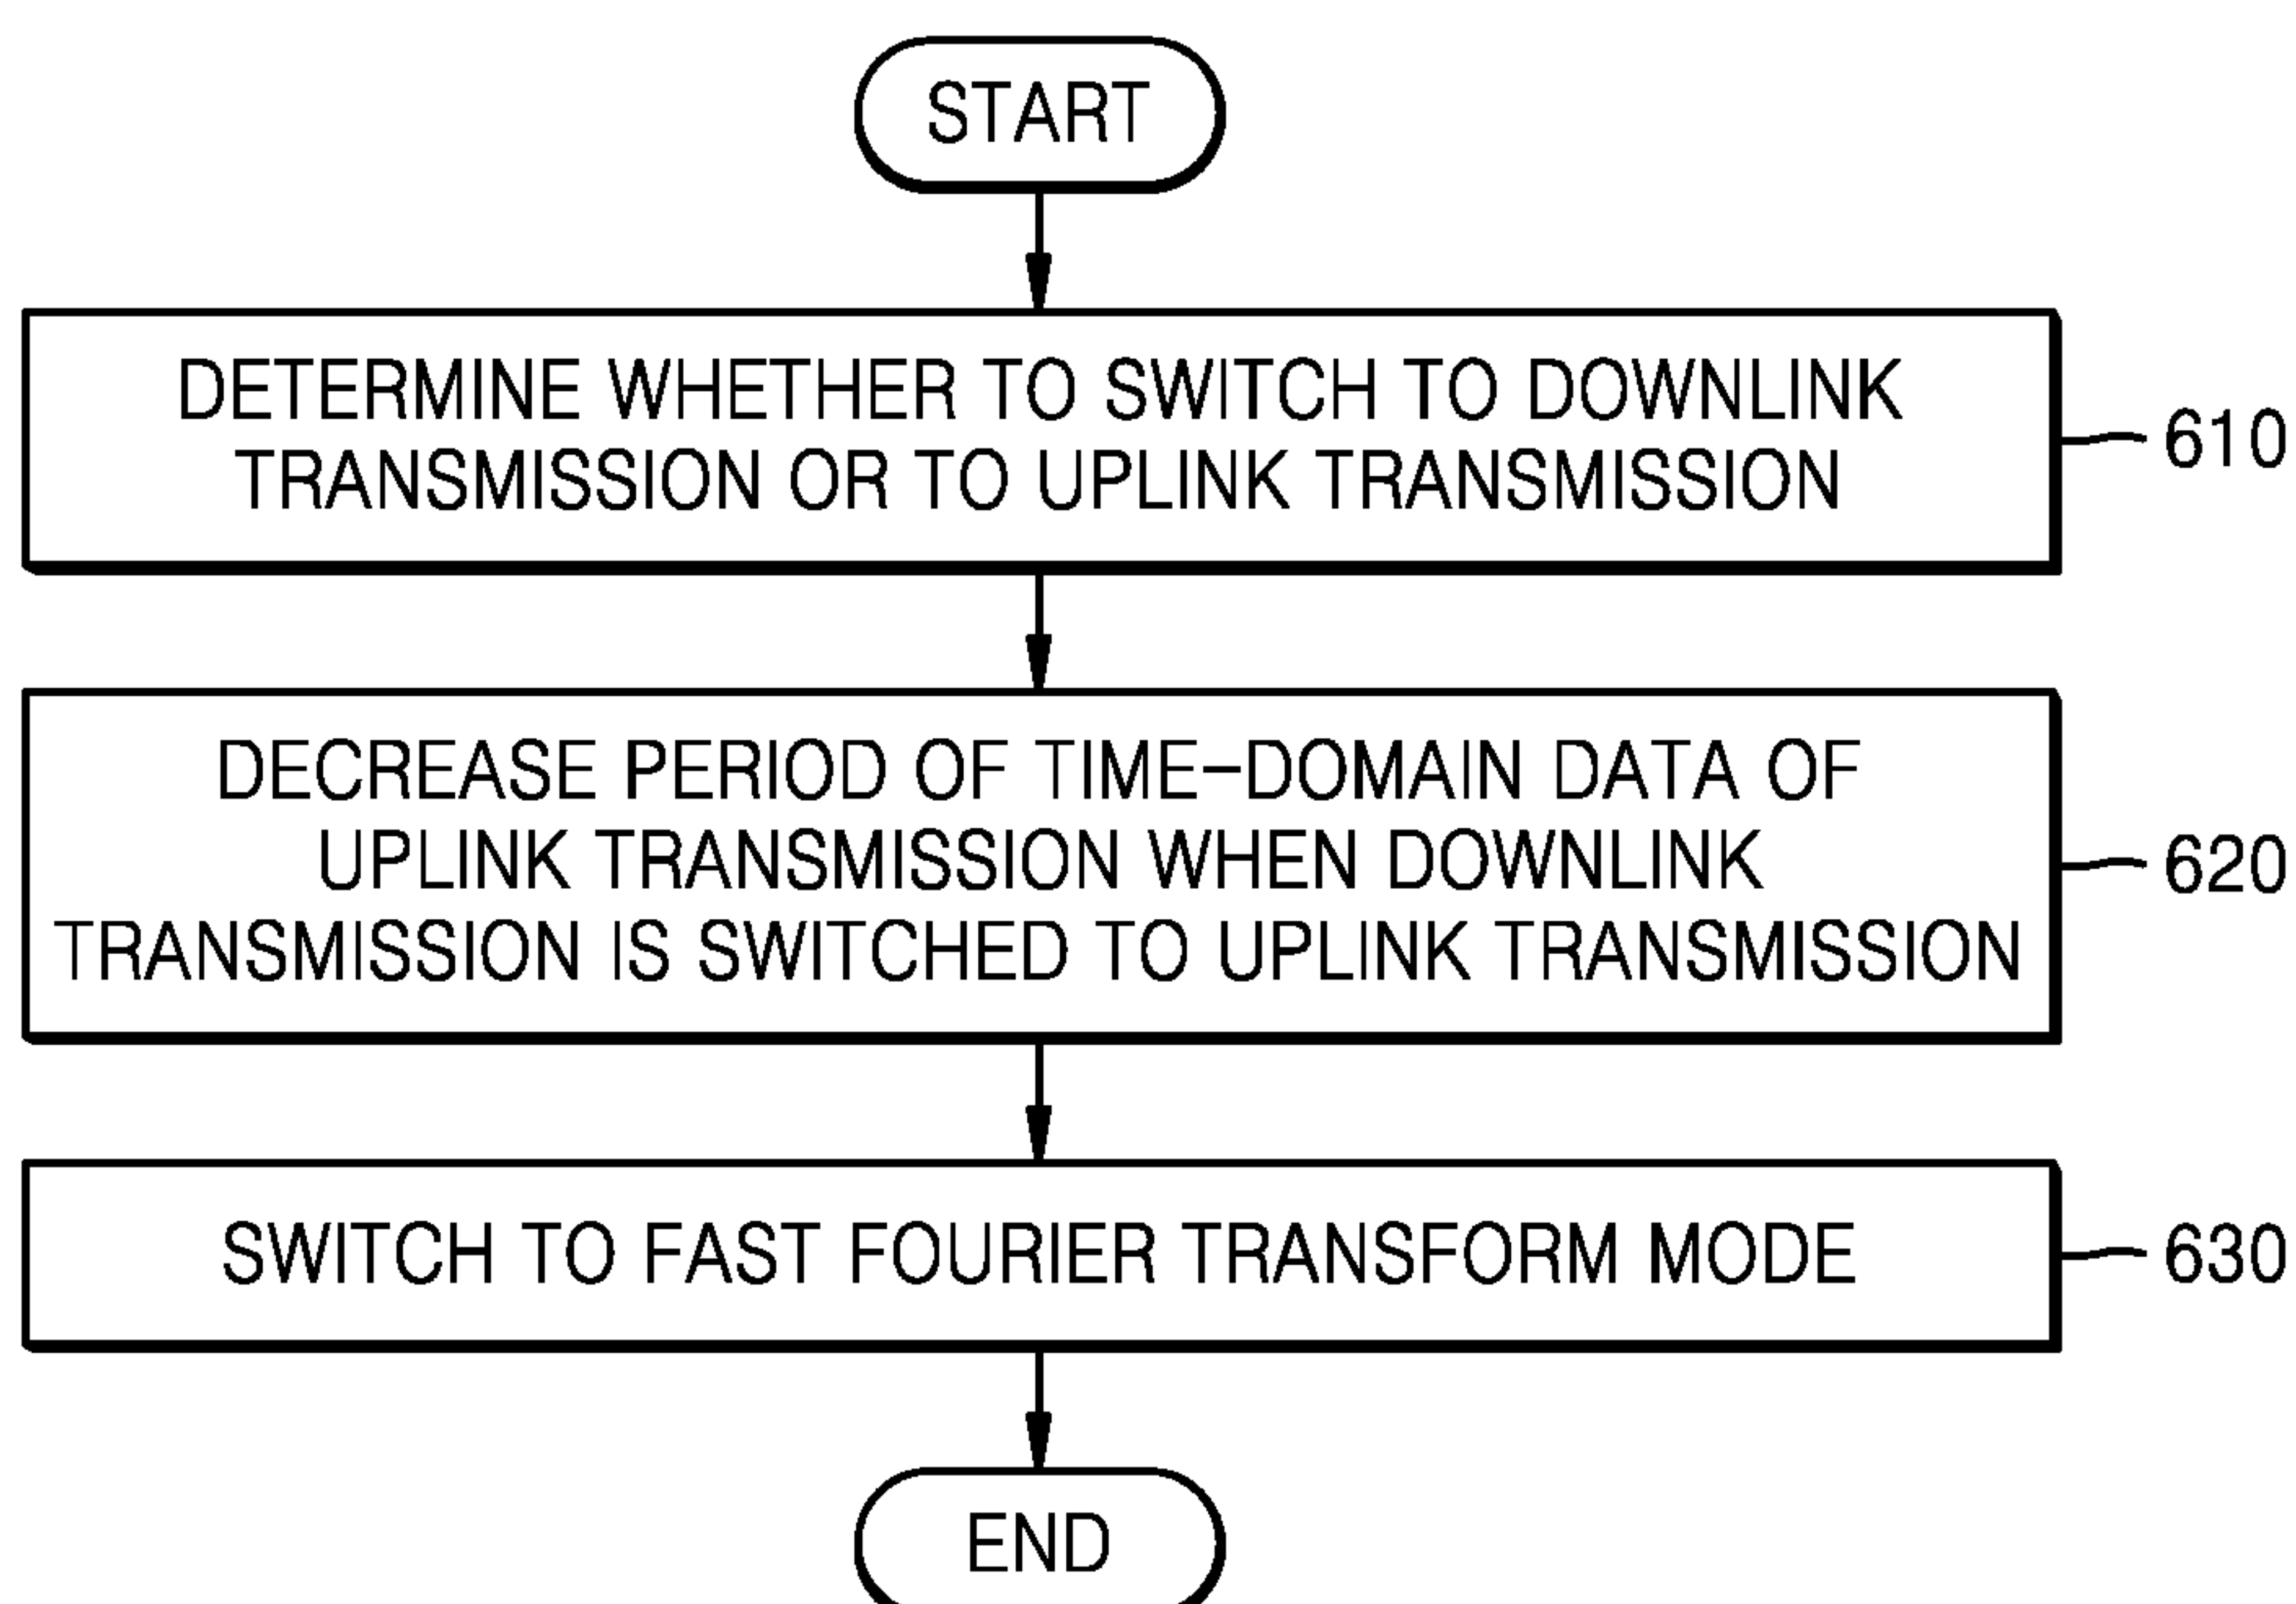 START
DETERMINE WHETHER TO SWITCH TO DOWNLINK
TRANSMISSION OR TO UPLINK TRANSMISSION
610
DECREASE PERIOD OF TIME-DOMAIN DATA OF
UPLINK TRANSMISSION WHEN DOWNLINK
TRANSMISSION IS SWITCHED TO UPLINK TRANSMISSION
620
SWITCH TO FAST FOURIER TRANSFORM MODE
630
END